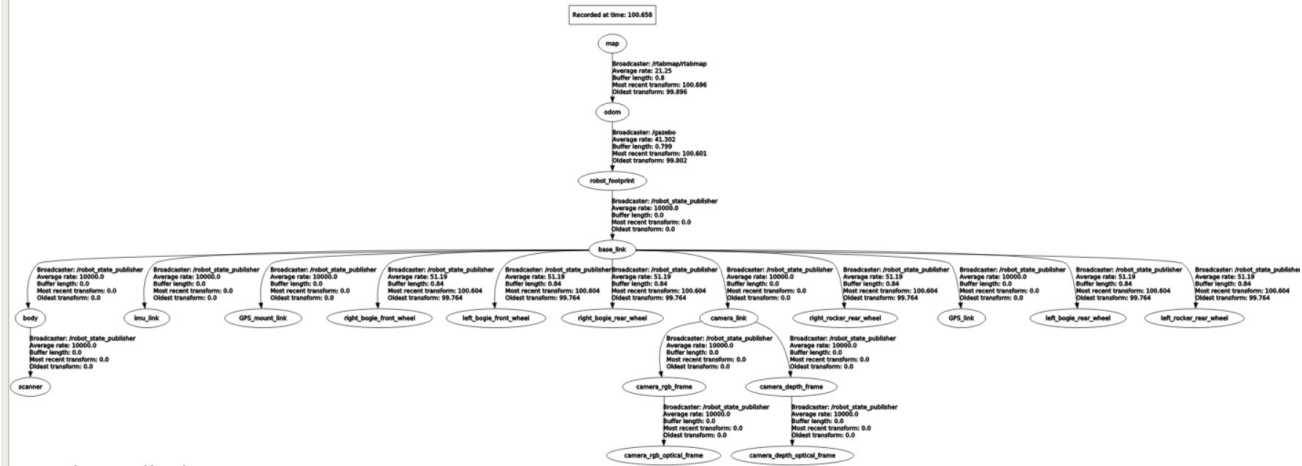 Recorded at time: 100.658
map
Broadcaster: /rtabmap/rtabmap
Average rate: 21.25
Buffer length: 0.8
Most recent transform: 100.696
Oldest transform: 99.896
odom
Broadcaster: /gazebo
Average rate: 41.302
Buffer length: 0.799
Most recent transform: 100.601
Oldest transform: 99.802
robot_footprint
Broadcaster: /robot_state_publisher
Average rate: 10000.0
Buffer length: 0.0
Most recent transform: 0.0
Oldest transform: 0.0
base_link
Broadcaster: /robot_state_publisher
Average rate: 10000.0
Buffer length: 0.0
Most recent transform: 0.0
Oldest transform: 0.0
body
Broadcaster: /robot_state_publisher
Average rate: 10000.0
Buffer length: 0.0
Most recent transform: 0.0
Oldest transform: 0.0
imu_link
Broadcaster: /robot_state_publisher
Average rate: 10000.0
Buffer length: 0.0
Most recent transform: 0.0
Oldest transform: 0.0
GPS_mount_link
Broadcaster: /robot_state_publisher
Average rate: 51.19
Buffer length: 0.84
Most recent transform: 100.604
Oldest transform: 99.764
right_bogie_front_wheel
Broadcaster: /robot_state_publisher
Average rate: 51.19
Buffer length: 0.84
Most recent transform: 100.604
Oldest transform: 99.764
left_bogie_front_wheel
Broadcaster: /robot_state_publisher
Average rate: 51.19
Buffer length: 0.84
Most recent transform: 100.604
Oldest transform: 99.764
right_bogie_rear_wheel
Broadcaster: /robot_state_publisher
Average rate: 10000.0
Buffer length: 0.0
Most recent transform: 0.0
Oldest transform: 0.0
camera_link
Broadcaster: /robot_state_publisher
Average rate: 51.19
Buffer length: 0.84
Most recent transform: 100.604
Oldest transform: 99.764
right_rocker_rear_wheel
Broadcaster: /robot_state_publisher
Average rate: 10000.0
Buffer length: 0.0
Most recent transform: 0.0
Oldest transform: 0.0
GPS_link
Broadcaster: /robot_state_publisher
Average rate: 51.19
Buffer length: 0.84
Most recent transform: 100.604
Oldest transform: 99.764
left_bogie_rear_wheel
Broadcaster: /robot_state_publisher
Average rate: 51.19
Buffer length: 0.84
Most recent transform: 100.604
Oldest transform: 99.764
left_rocker_rear_wheel
Broadcaster: /robot_state_publisher
Average rate: 10000.0
Buffer length: 0.0
Most recent transform: 0.0
Oldest transform: 0.0
scanner
Broadcaster: /robot_state_publisher
Average rate: 10000.0
Buffer length: 0.0
Most recent transform: 0.0
Oldest transform: 0.0
camera_rgb_frame
Broadcaster: /robot_state_publisher
Average rate: 10000.0
Buffer length: 0.0
Most recent transform: 0.0
Oldest transform: 0.0
camera_depth_frame
Broadcaster: /robot_state_publisher
Average rate: 10000.0
Buffer length: 0.0
Most recent transform: 0.0
Oldest transform: 0.0
camera_rgb_optical_frame
Broadcaster: /robot_state_publisher
Average rate: 10000.0
Buffer length: 0.0
Most recent transform: 0.0
Oldest transform: 0.0
camera_depth_optical_frame